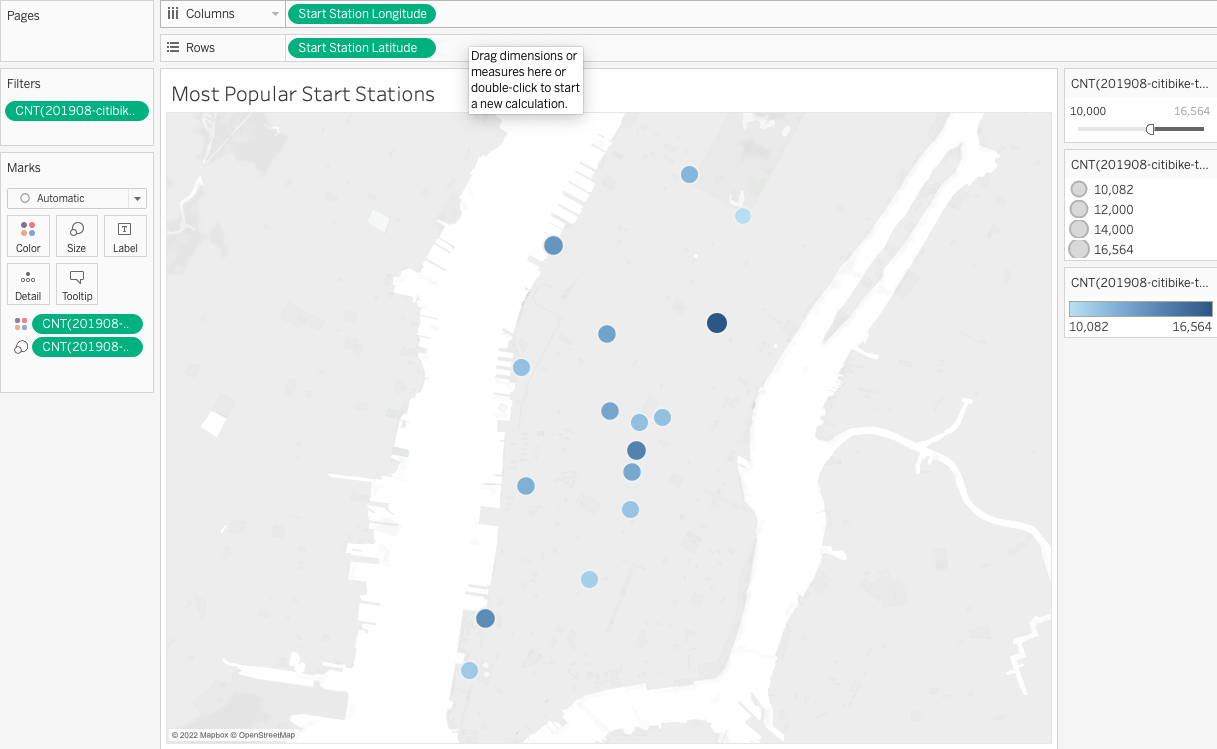 Pages
Columns
Start Station Longitude
Rows
Start Station Latitude
Drag dimensions or
measures here or
double-click to start
a new calculation.
Filters
CNT(201908-citibik..
Marks
Automatic
Color
Size
Label
Detail
Tooltip
CNT(201908-..
CNT(201908-..
Most Popular Start Stations
© 2022 Mapbox © OpenStreetMap
CNT(201908-citibike-t...
10,000
16,564
CNT(201908-citibike-t...
10,082
12,000
14,000
16,564
CNT(201908-citibike-t...
10,082
16,564